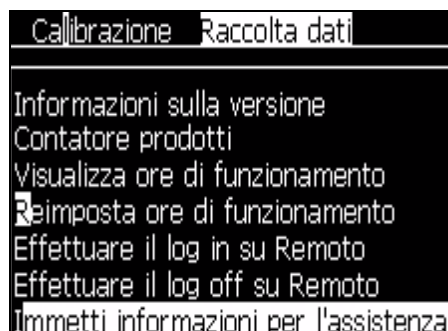 Calibrazione Raccolta dati
Informazioni sulla versione
Contatore prodotti
Visualizza ore di funzionamento
Reimposta ore di funzionamento
Effettuare il log in su Remoto
Effettuare il log off su Remoto
Immetti informazioni per l'assistenza